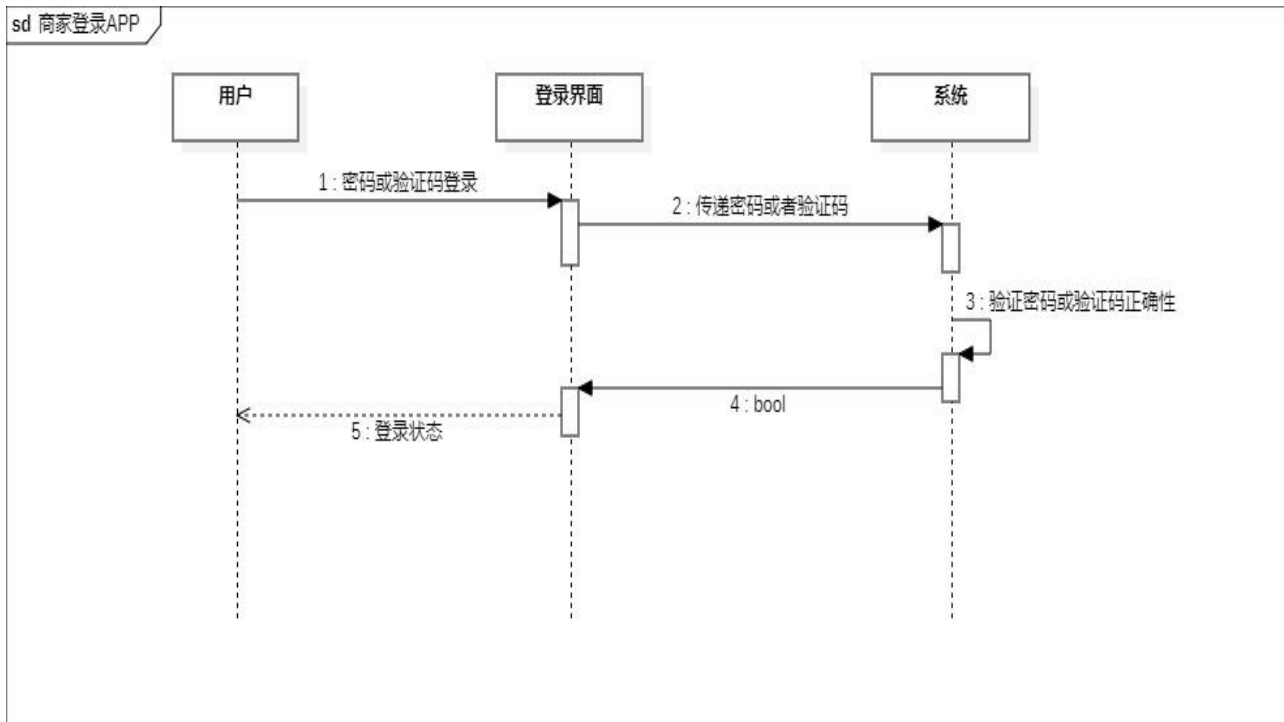 sd 商家登录APP
用户
登录界面
系统
1 : 密码或验证码登录
2 : 传递密码或者验证码
3 : 验证密码或验证码正确性
4 : bool
5 : 登录状态